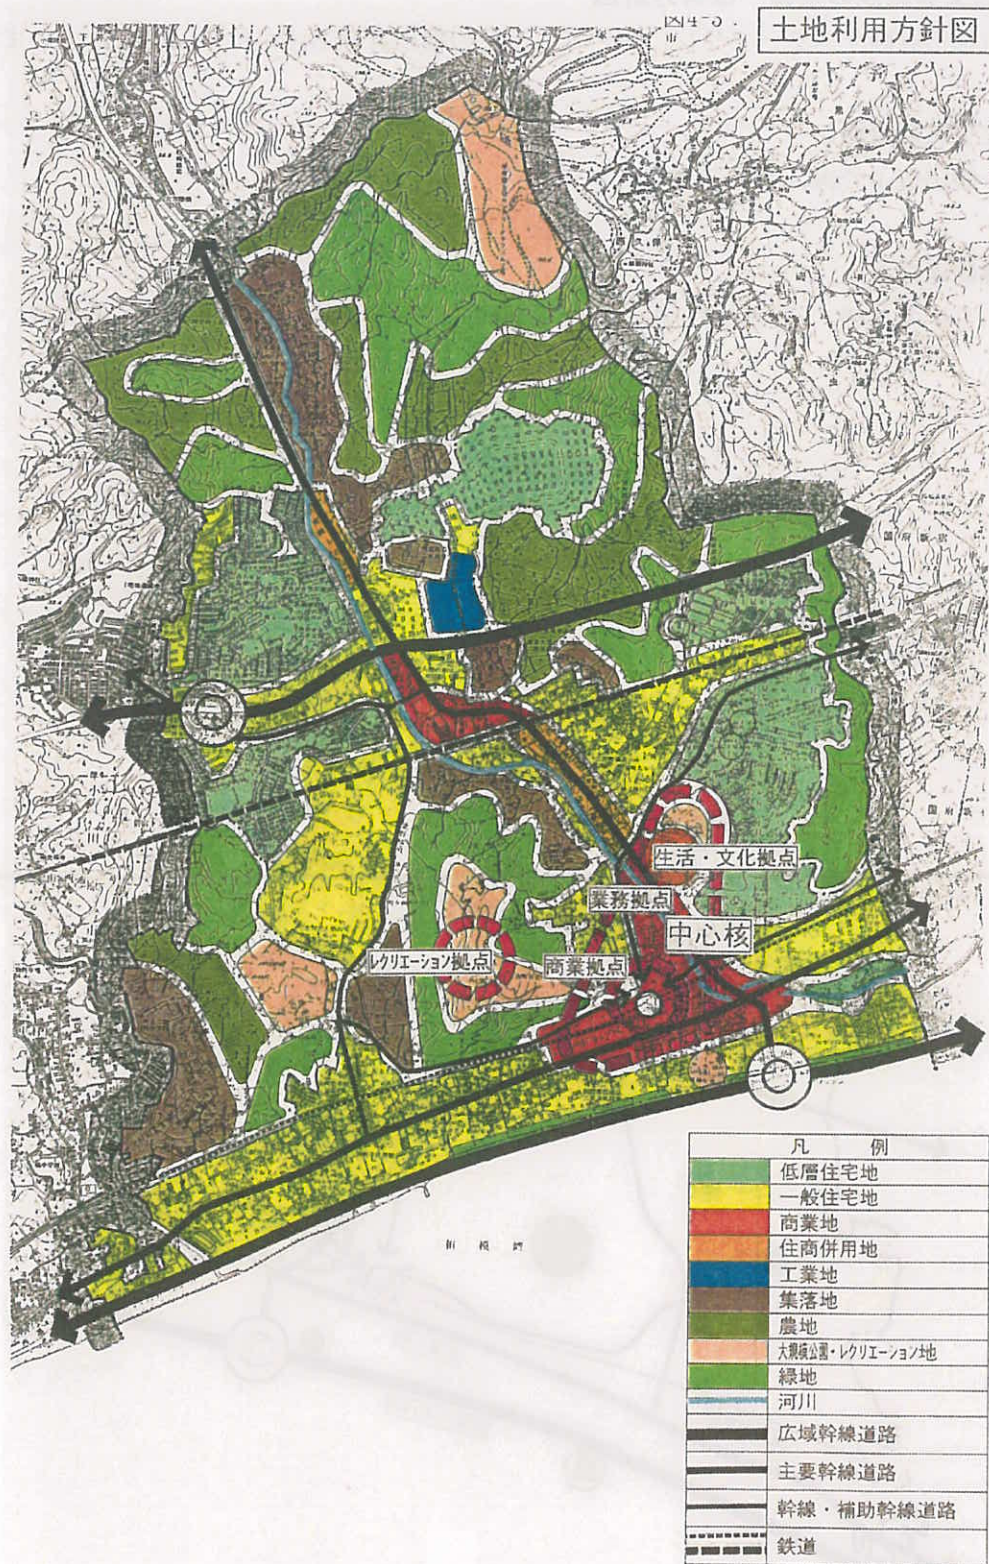 土地利用方針図
生活・文化拠点
業務拠点
中心核
レクリエーション拠点
商業拠点
凡 例
低層住宅地
一般住宅地
商業地
住商併用地
工業地
集落地
農地
大規模公園・レクリエーション地
緑地
河川
広域幹線道路
主要幹線道路
幹線・補助幹線道路
鉄道